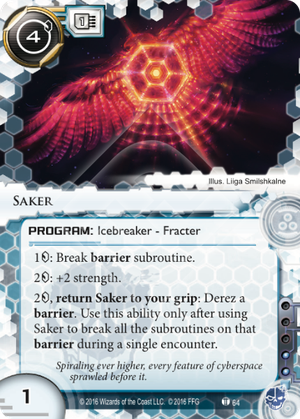 4
1
Illus. Liiga Smilshkalne
SAKER
PROGRAM: Icebreaker - Fracter
1: Break barrier subroutine.
2: +2 strength.
2, return Saker to your grip: Derez a
barrier. Use this ability only after using
Saker to break all the subroutines on that
barrier during a single encounter.
Spiraling ever higher, every feature of cyberspace
sprawled before it.
1
© 2016 Wizards of the Coast LLC. © 2016 FFG
64